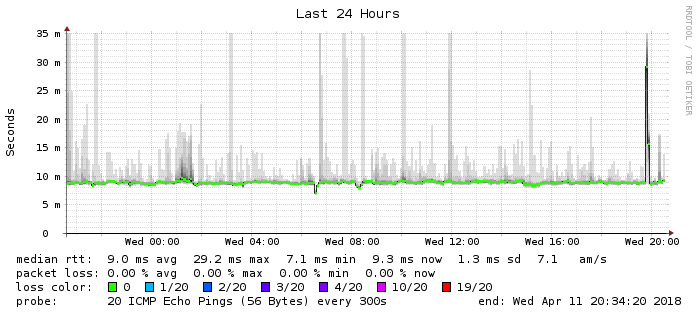 Last 24 Hours
RRDTOOL / TOBI OETIKER
Seconds
35 m
30 m
25 m
20 m
15 m
10 m
5 m
0
Wed 00:00 Wed 04:00 Wed 08:00 Wed 12:00 Wed 16:00 Wed 20:00
median rtt: 9.0 ms avg 29.2 ms max 7.1 ms min 9.3 ms now 1.3 ms sd 7.1 am/s
packet loss: 0.00 % avg 0.00 % max 0.00 % min 0.00 % now
loss color: 0 1/20 2/20 3/20 4/20 10/20 19/20
probe: 20 ICMP Echo Pings (56 Bytes) every 300s end: Wed Apr 11 20:34:20 2018